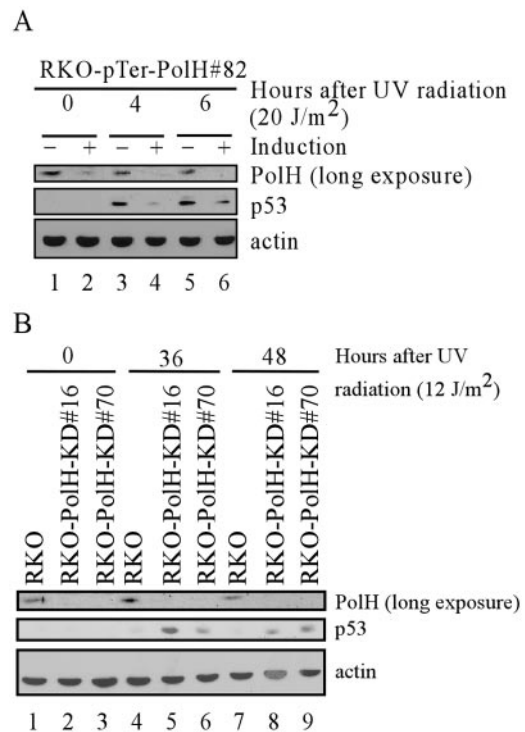 A
RKO-pTer-PolH#82
0 4 6 Hours after UV radiation
(20 J/m2)
− + − + − + Induction
PolH (long exposure)
p53
actin
1 2 3 4 5 6
B
0 36 48 Hours after UV
radiation (12 J/m2)
RKO RKO-PolH-KD#16 RKO-PolH-KD#70 RKO RKO-PolH-KD#16 RKO-PolH-KD#70 RKO RKO-PolH-KD#16 RKO-PolH-KD#70
PolH (long exposure)
p53
actin
1 2 3 4 5 6 7 8 9